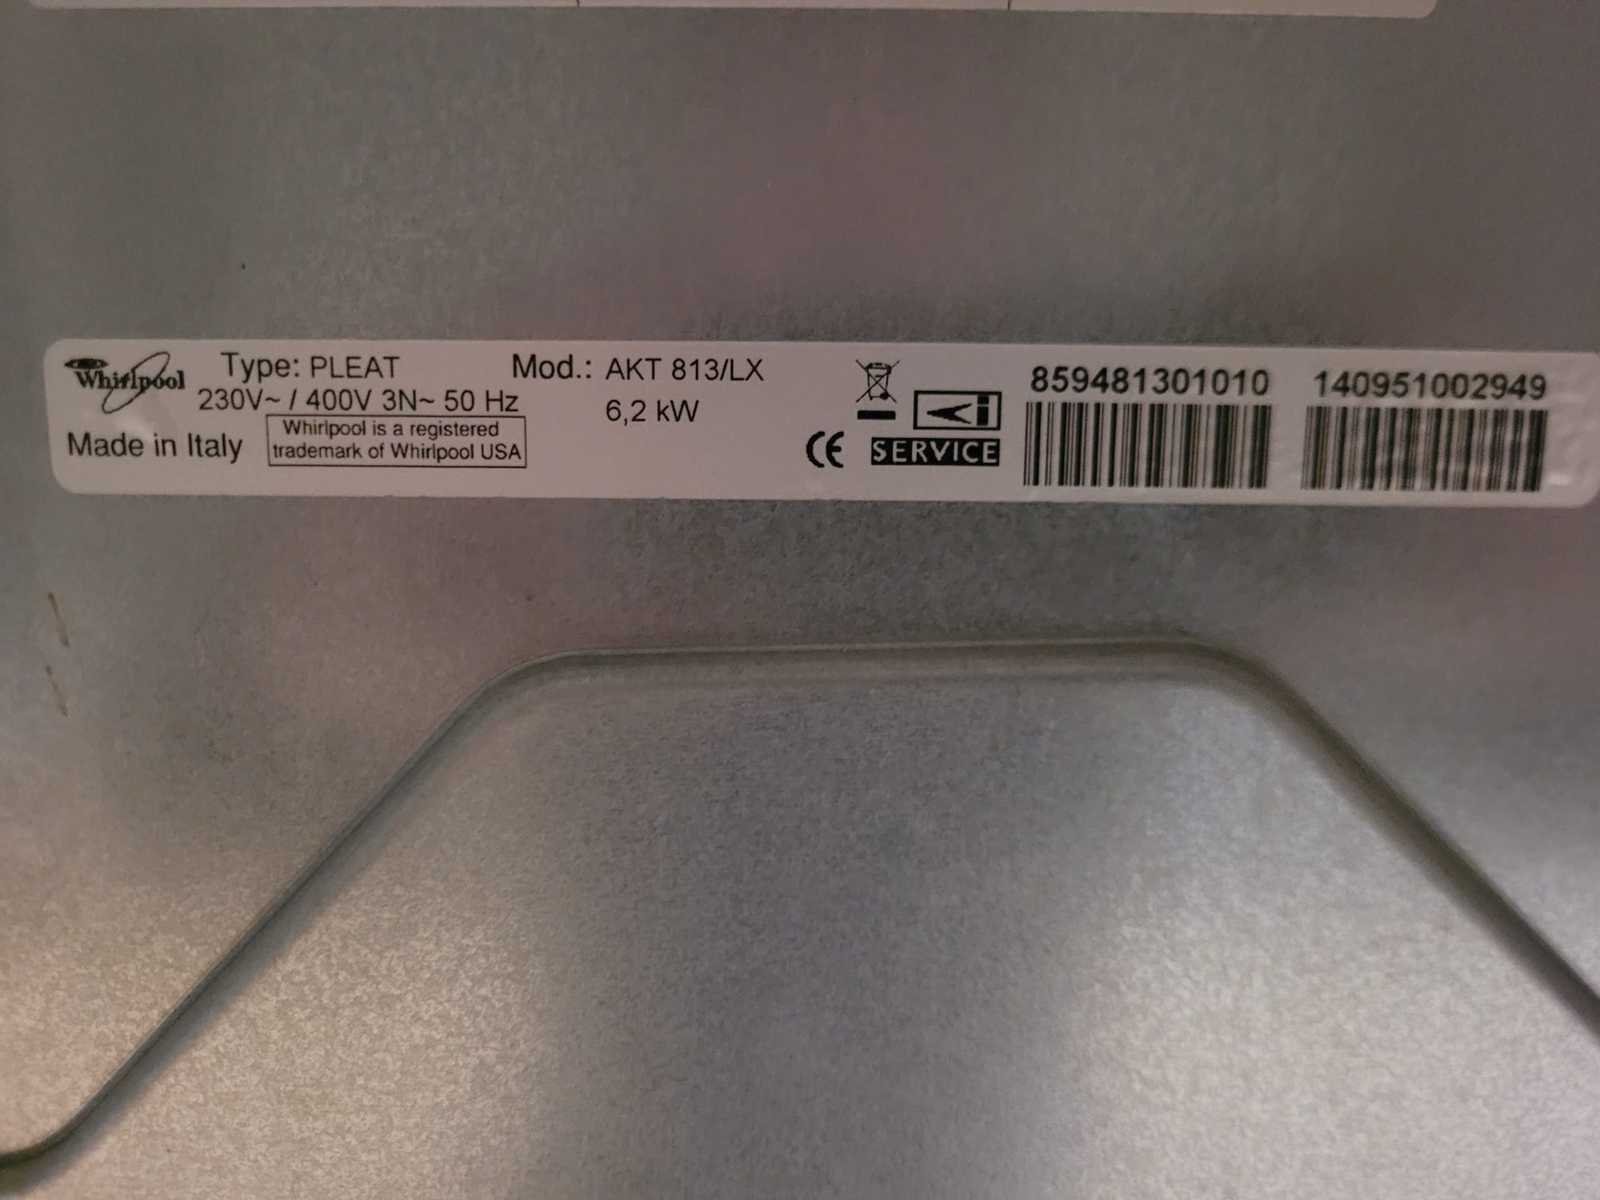 Whirlpool
Type: PLEAT
Mod.: AKT 813/LX
230V~ / 400V 3N~ 50 Hz
6,2 kW
Made in Italy
Whirlpool is a registered
trademark of Whirlpool USA
CE
SERVICE
859481301010
140951002949